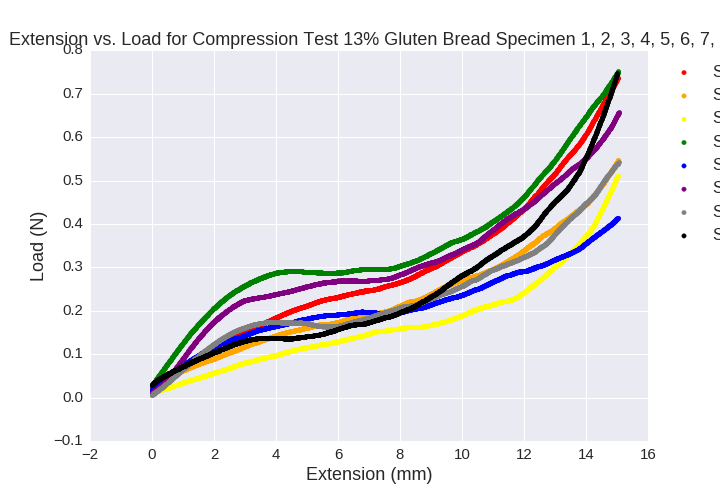 Extension vs. Load for Compression Test 13% Gluten Bread Specimen 1, 2, 3, 4, 5, 6, 7,
0.8
0.7
0.6
0.5
0.4
0.3
0.2
0.1
0.0
−0.1
Load (N)
−2 0 2 4 6 8 10 12 14 16
Extension (mm)
S
S
S
S
S
S
S
S